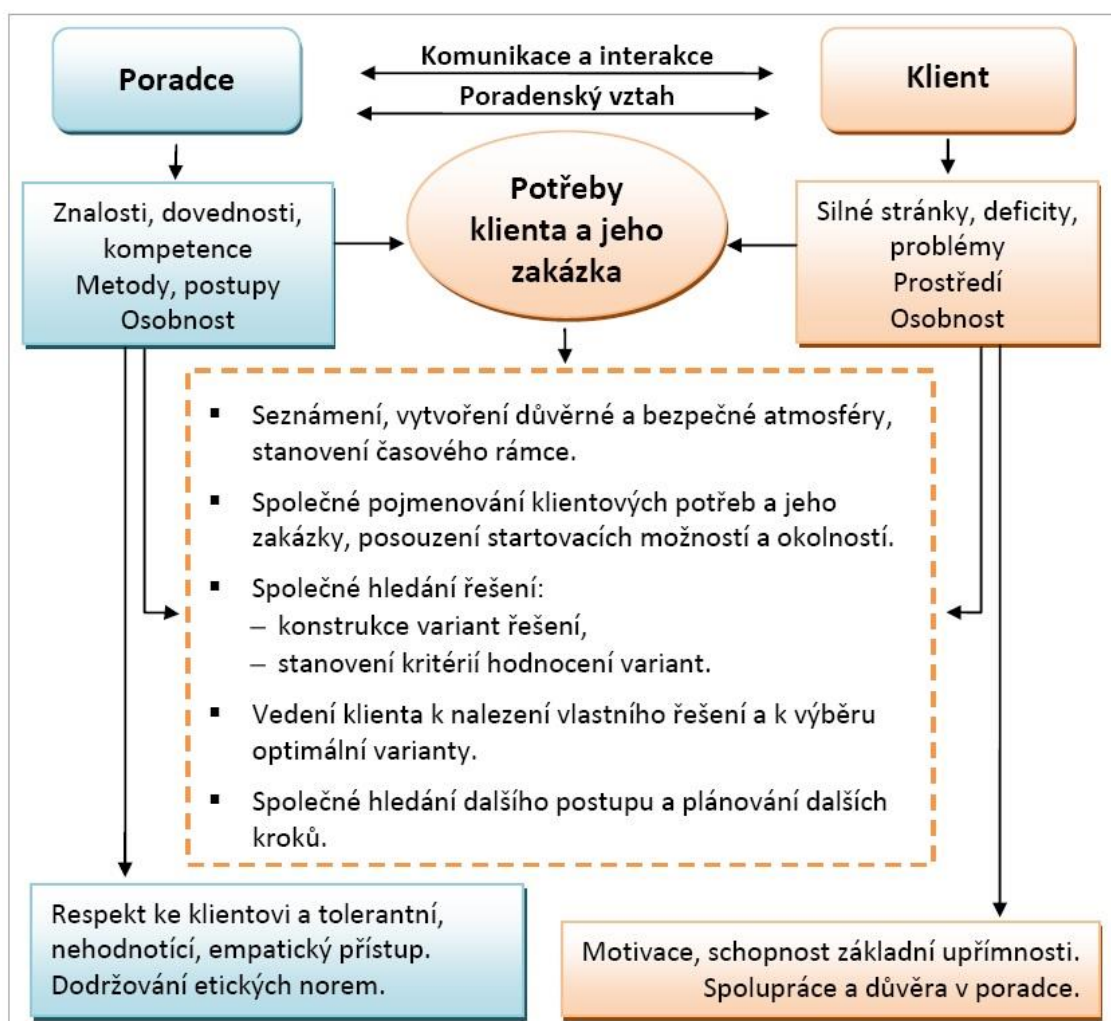 Poradce
Komunikace a interakce
Poradenský vztah
Klient
Znalosti, dovednosti,
kompetence
Metody, postupy
Osobnost
Potřeby
klienta a jeho
zakázka
Silné stránky, deficity,
problémy
Prostředí
Osobnost
▪ Seznámení, vytvoření důvěrné a bezpečné atmosféry,
stanovení časového rámce.
▪ Společné pojmenování klientových potřeb a jeho
zakázky, posouzení startovacích možností a okolností.
▪ Společné hledání řešení:
– konstrukce variant řešení,
– stanovení kritérií hodnocení variant.
▪ Vedení klienta k nalezení vlastního řešení a k výběru
optimální varianty.
▪ Společné hledání dalšího postupu a plánování dalších
kroků.
Respekt ke klientovi a tolerantní,
nehodnotící, empatický přístup.
Dodržování etických norem.
Motivace, schopnost základní upřímnosti.
Spolupráce a důvěra v poradce.